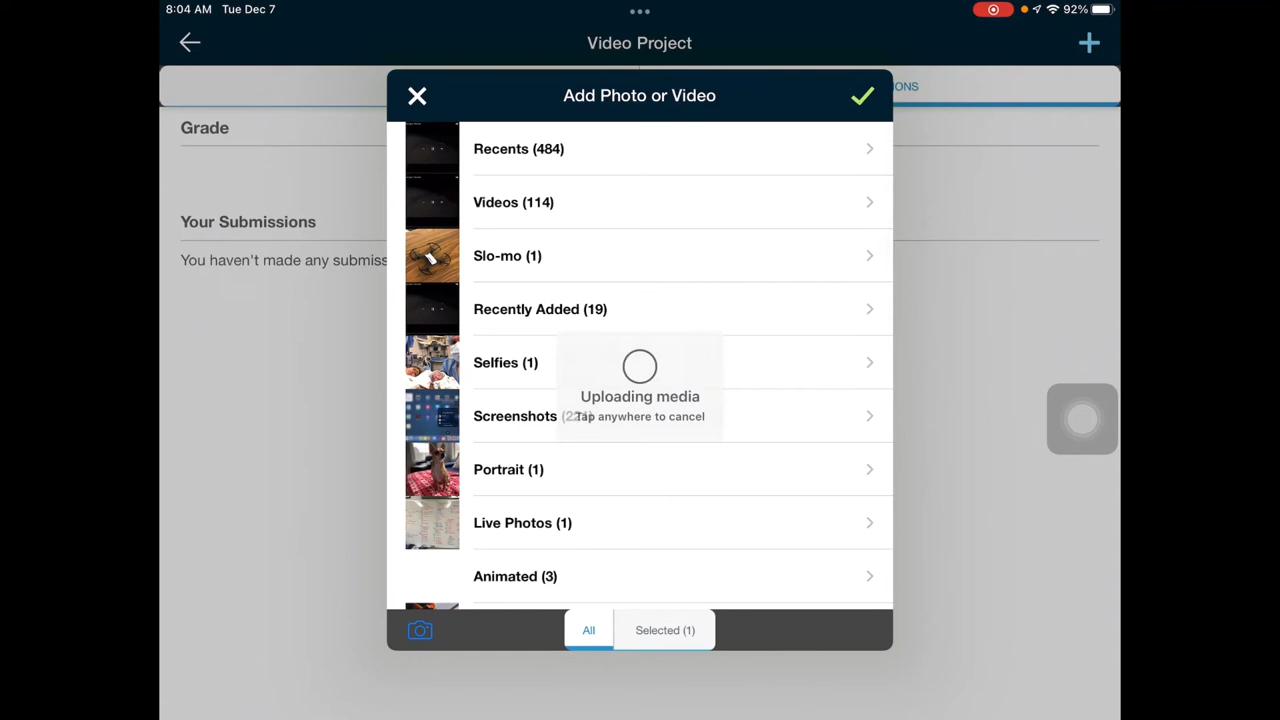 8:04 AM Tue Dec 7
92%
Video Project
IONS
Add Photo or Video
Grade
Your Submissions
You haven't made any submiss
Recents (484)
Videos (114)
Slo-mo (1)
Recently Added (19)
Selfies (1)
Uploading media
Screenshots
Tap anywhere to cancel
Portrait (1)
Live Photos (1)
Animated (3)
All
Selected (1)